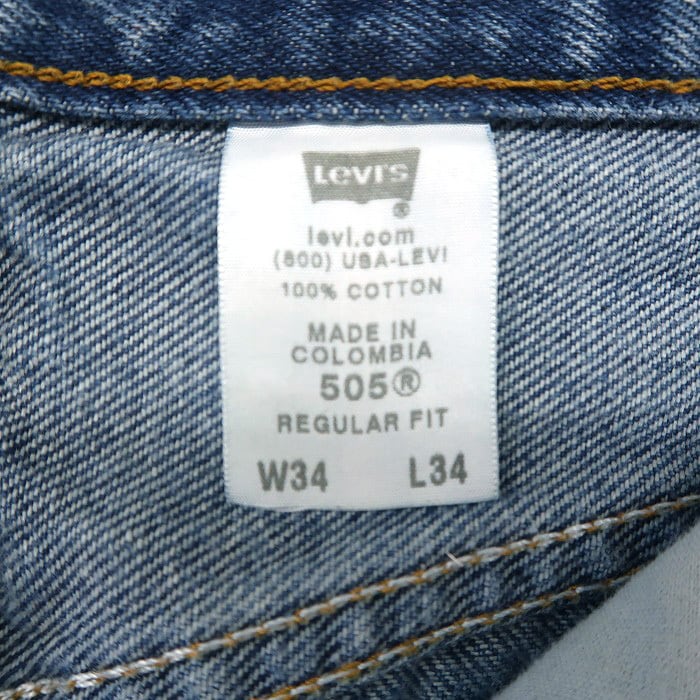 Levi's
®
levi.com
(800) USA-LEVI
100% COTTON
MADE IN
COLOMBIA
505®
REGULAR FIT
W34 L34